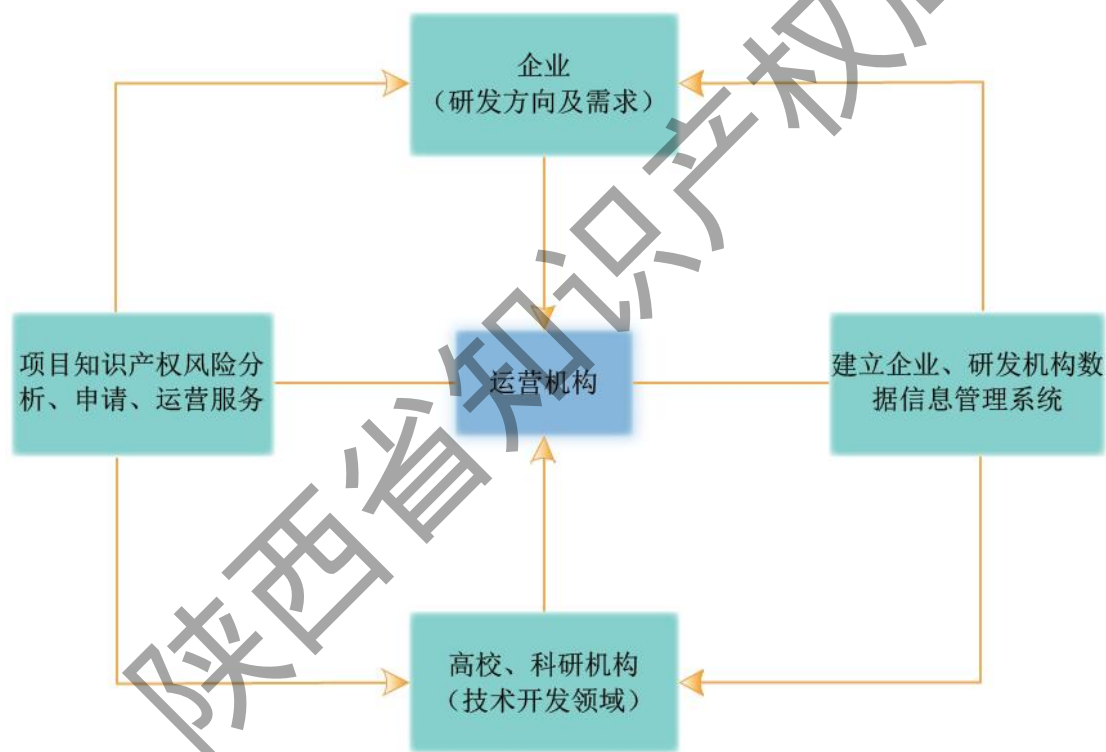 企业
（研发方向及需求）
项目知识产权风险分
析、申请、运营服务
运营机构
建立企业、研发机构数
据信息管理系统
高校、科研机构
（技术开发领域）
陕西省知识产权